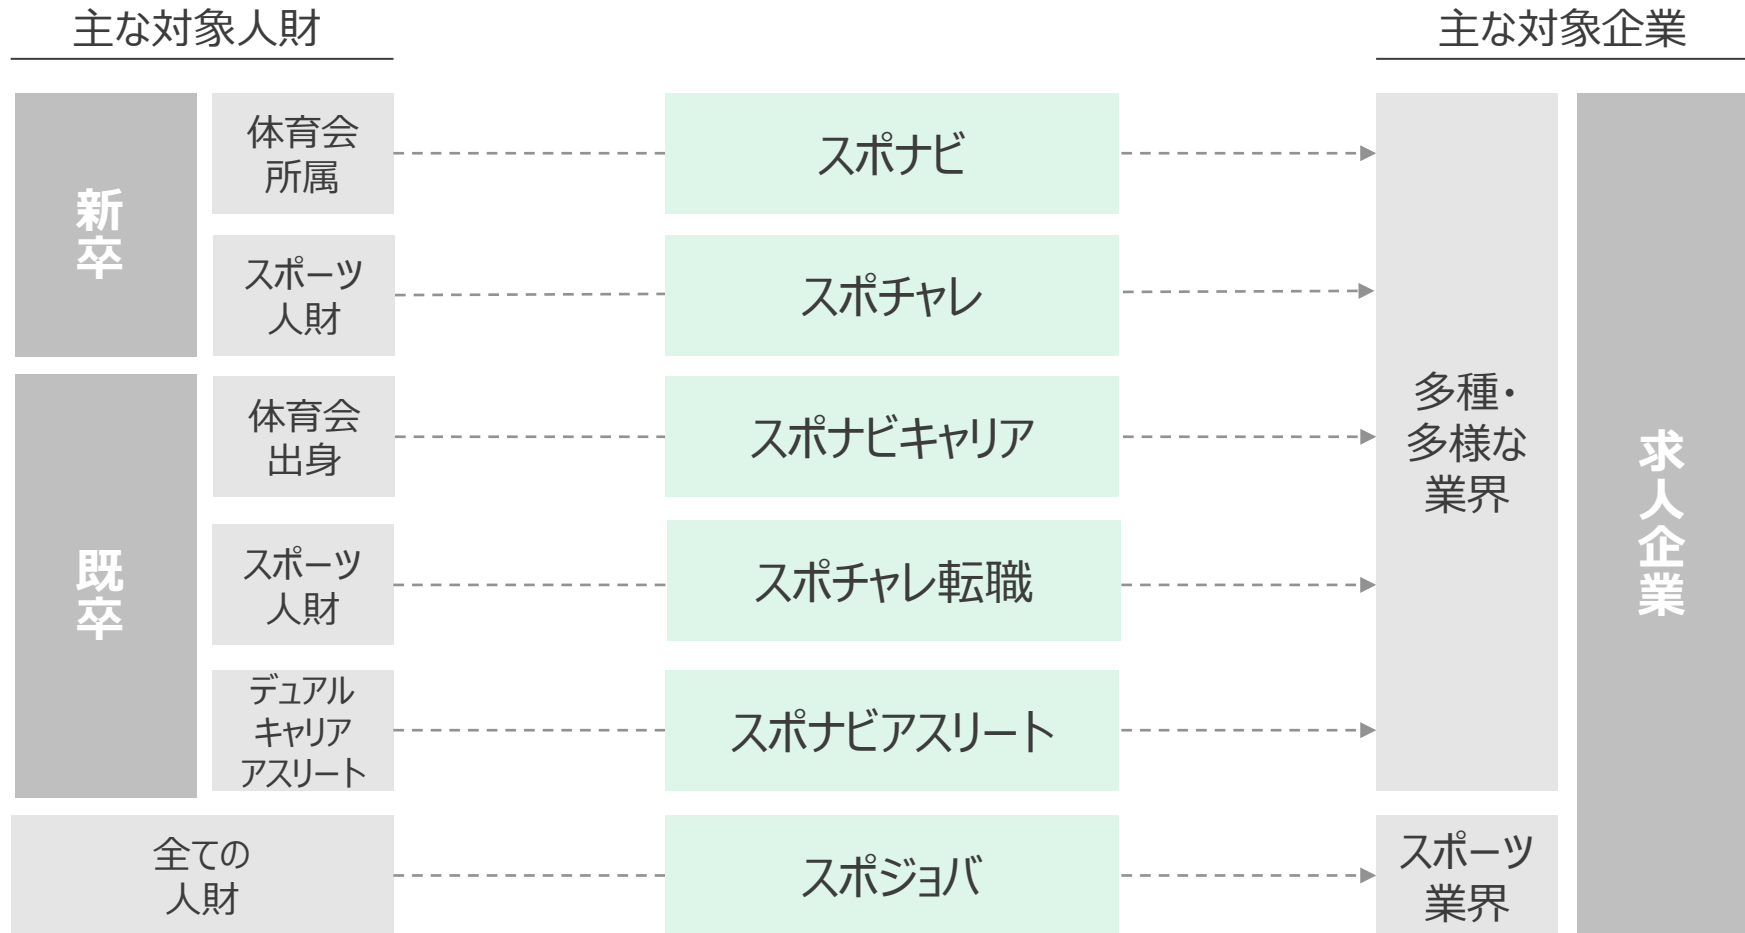 主な対象人財
主な対象企業
新卒
体育会
所属
スポナビ
スポーツ
人財
スポチャレ
既卒
体育会
出身
スポナビキャリア
スポーツ
人財
スポチャレ転職
デュアル
キャリア
アスリート
スポナビアスリート
全ての
人財
スポジョバ
多種・
多様な
業界
スポーツ
業界
求人企業